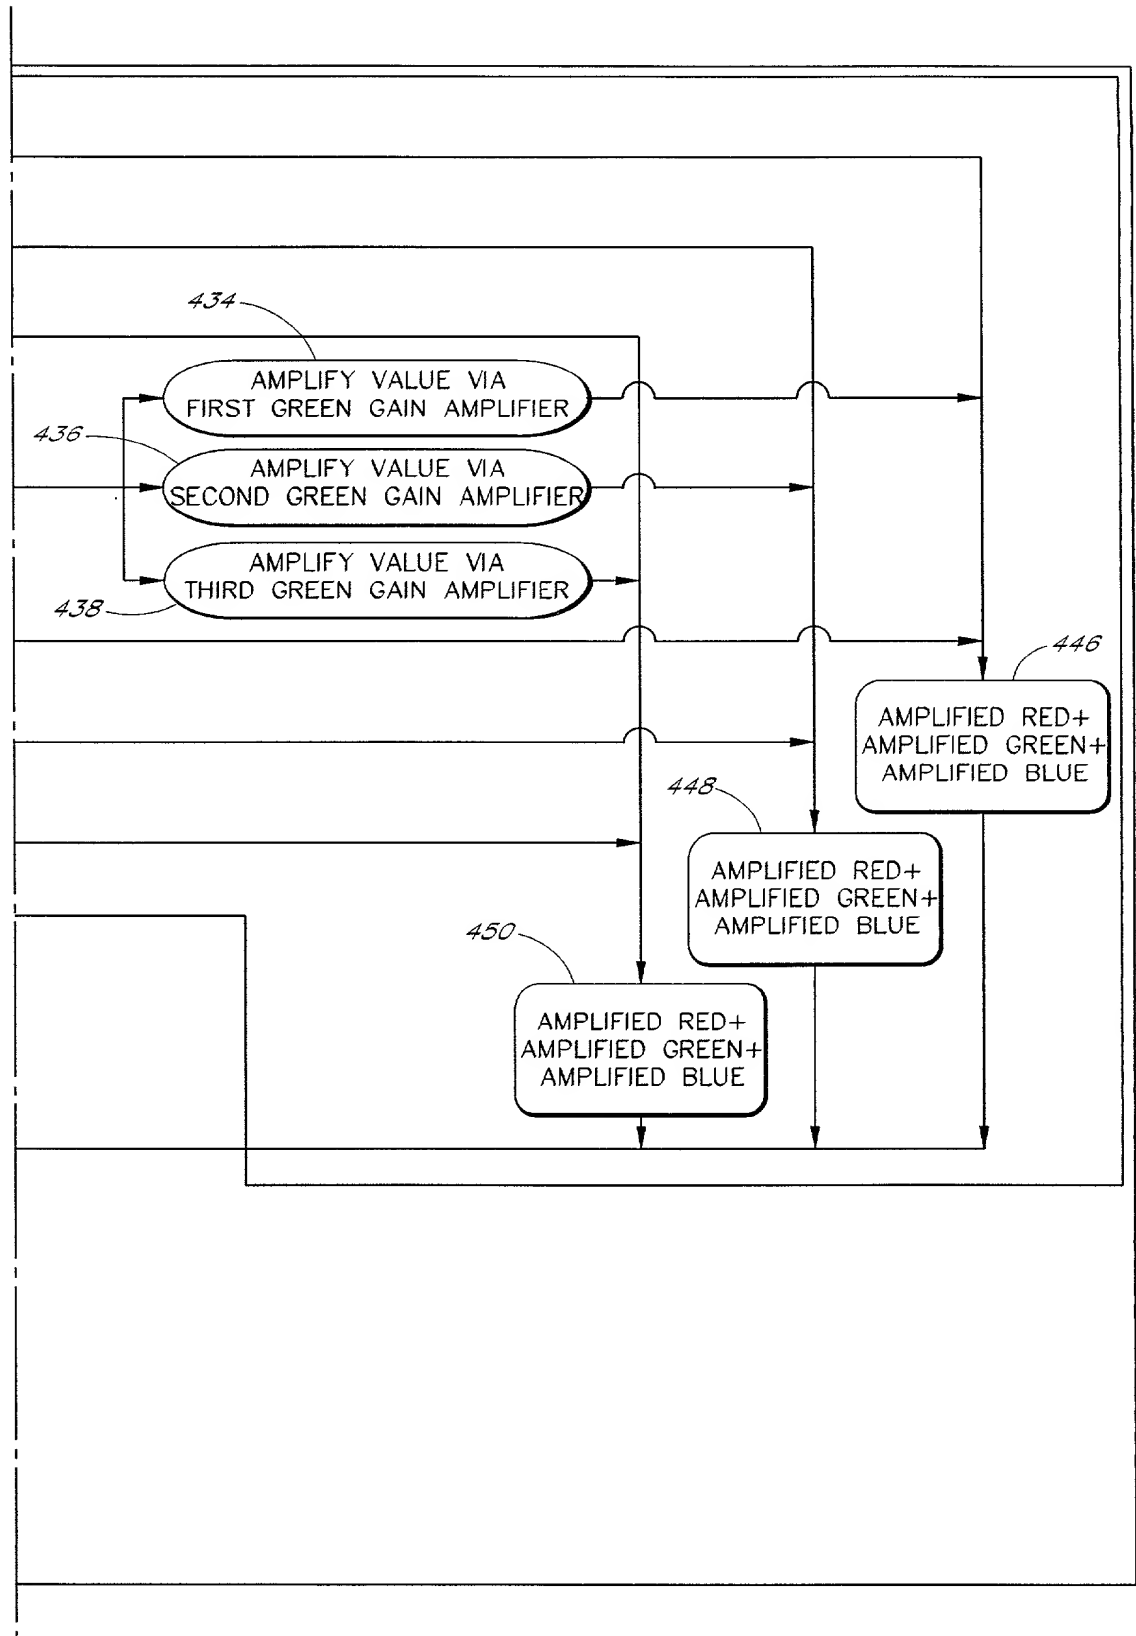 434
AMPLIFY VALUE VIA
FIRST GREEN GAIN AMPLIFIER
436
AMPLIFY VALUE VIA
SECOND GREEN GAIN AMPLIFIER
AMPLIFY VALUE VIA
THIRD GREEN GAIN AMPLIFIER
438
446
AMPLIFIED RED+
AMPLIFIED GREEN+
AMPLIFIED BLUE
448
AMPLIFIED RED+
AMPLIFIED GREEN+
AMPLIFIED BLUE
450
AMPLIFIED RED+
AMPLIFIED GREEN+
AMPLIFIED BLUE